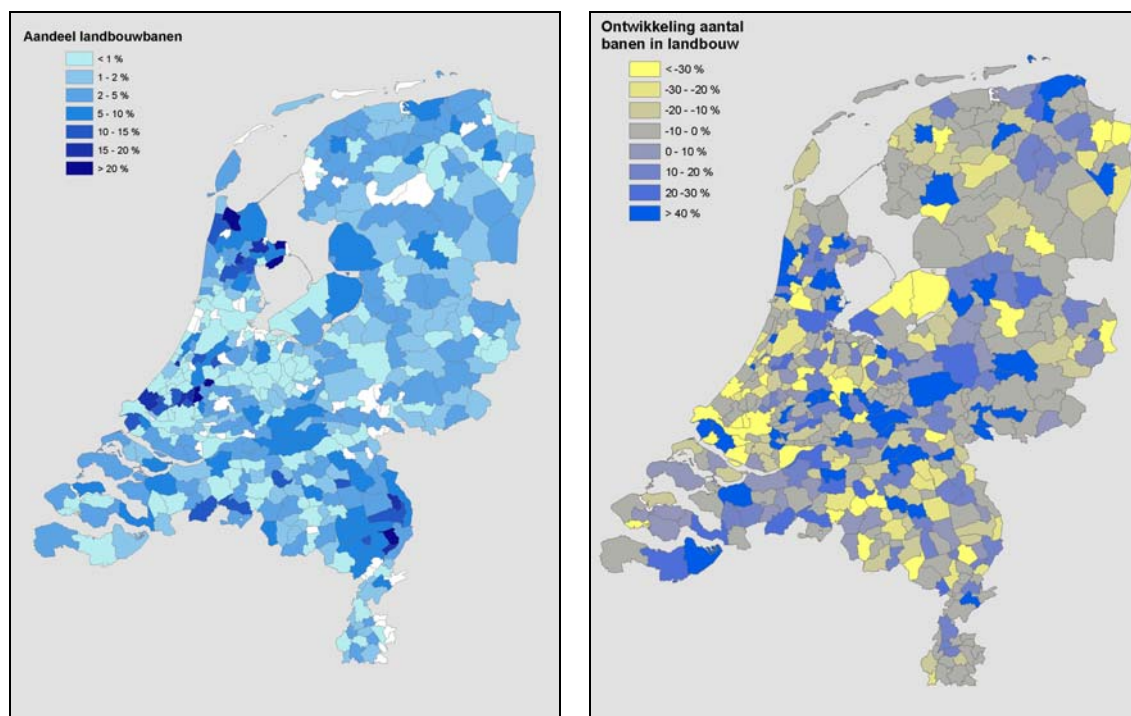 Aandeel landbouwbanen
< 1 %
1 - 2 %
2 - 5 %
5 - 10 %
10 - 15 %
15 - 20 %
> 20 %
Ontwikkeling aantal
banen in landbouw
< -30 %
-30 - -20 %
-20 - -10 %
-10 - 0 %
0 - 10 %
10 - 20 %
20 -30 %
> 40 %